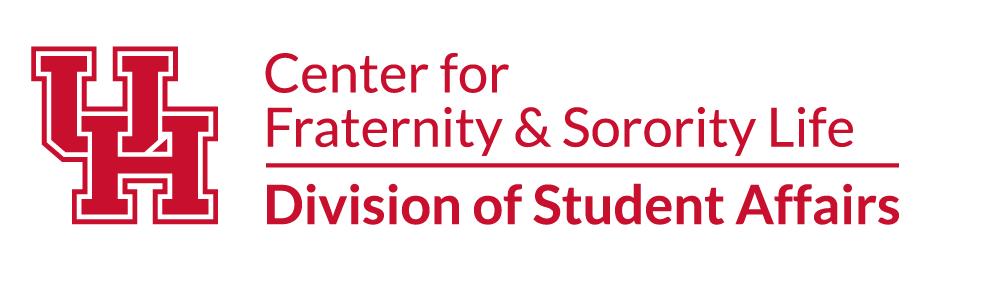 UH
Center for
Fraternity & Sorority Life
Division of Student Affairs